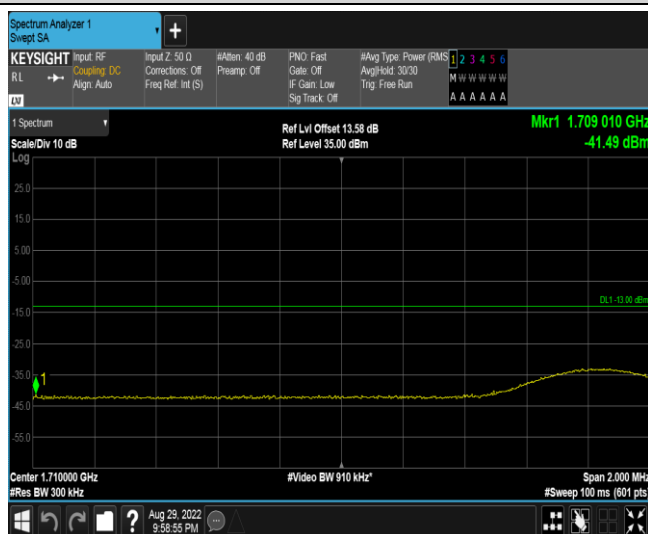 Spectrum Analyzer 1
Swept SA
+
KEYSIGHT Input: RF Input Z: 50 Ω #Atten: 40 dB PNO: Fast #Avg Type: Power (RMS 1 2 3 4 5 6
RL Coupling: DC Corrections: Off Preamp: Off Gate: Off Avg|Hold: 30/30 M W W W W W
Align: Auto Freq Ref: Int (S) IF Gain: Low Trig: Free Run
Sig Track: Off A A A A A A
LXI
1 Spectrum Ref Lvl Offset 13.58 dB Mkr1 1.709 010 GHz
Scale/Div 10 dB Ref Level 35.00 dBm -41.49 dBm
Log
25.0
15.0
5.00
-5.00
DL1 -13.00 dBm
-15.0
-25.0
-35.0
1
-45.0
-55.0
Center 1.710000 GHz #Video BW 910 kHz* Span 2.000 MHz
#Res BW 300 kHz #Sweep 100 ms (601 pts)
? Aug 29, 2022
9:58:55 PM